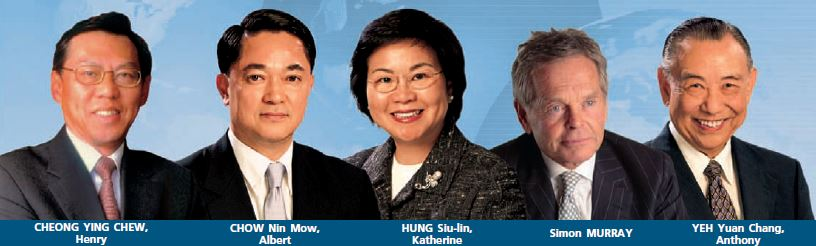 CHEONG YING CHEW,
Henry
CHOW Nin Mow,
Albert
HUNG Siu-lin,
Katherine
Simon MURRAY
YEH Yuan Chang,
Anthony